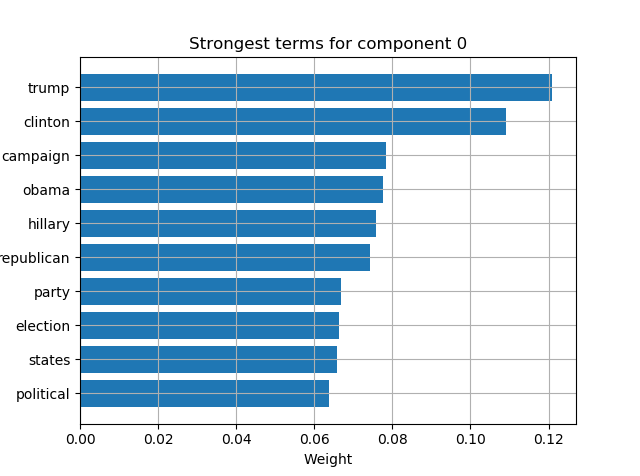 Strongest terms for component 0
trump
clinton
campaign
obama
hillary
republican
party
election
states
political
0.00 0.02 0.04 0.06 0.08 0.10 0.12
Weight